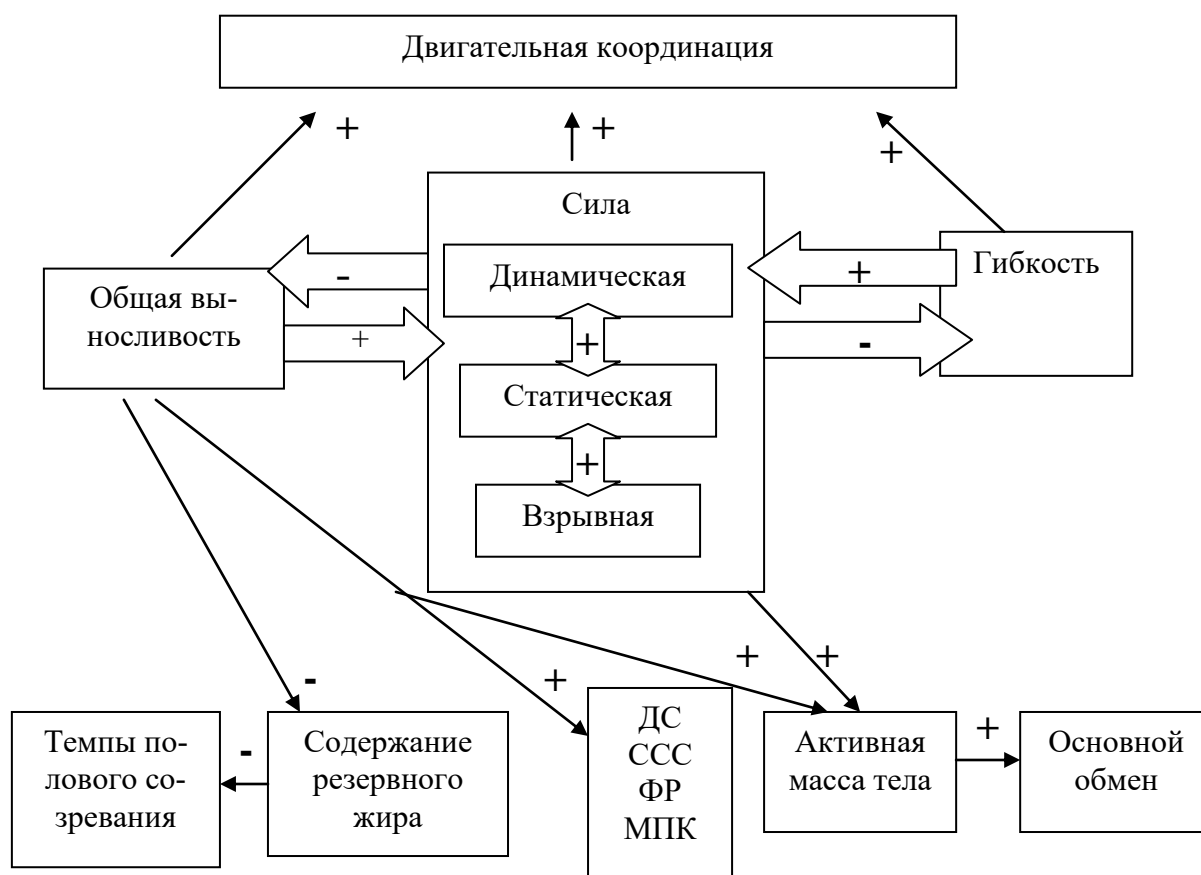 Двигательная координация
+
+
+
Сила
Динамическая
Гибкость
-
+
Общая вы-
носливость
+
+
-
Статическая
+
Взрывная
+
+
+
-
Темпы по-
лового со-
зревания
-
Содержание
резервного
жира
ДС
ССС
ФР
МПК
Активная
масса тела
+
Основной
обмен